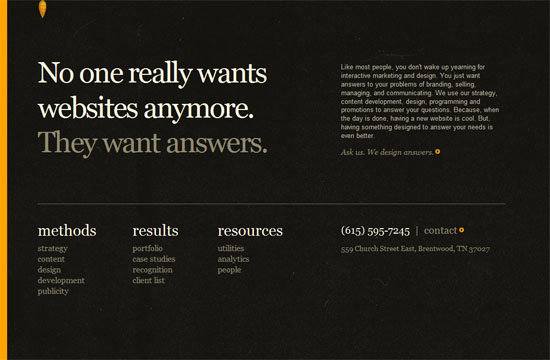 No one really wants
websites anymore.
They want answers.
Like most people, you don't wake up yearning for
interactive marketing and design. You just want
answers to your problems of branding, selling,
managing, and communicating. We use our strategy,
content development, design, programming and
promotions to answer your questions. Because, when
the day is done, having a new website is cool. But,
having something designed to answer your needs is
even better.
Ask us. We design answers.
methods
strategy
content
design
development
publicity
results
portfolio
case studies
recognition
client list
resources
utilities
analytics
people
(615) 595-7245 | contact
559 Church Street East, Brentwood, TN 37027